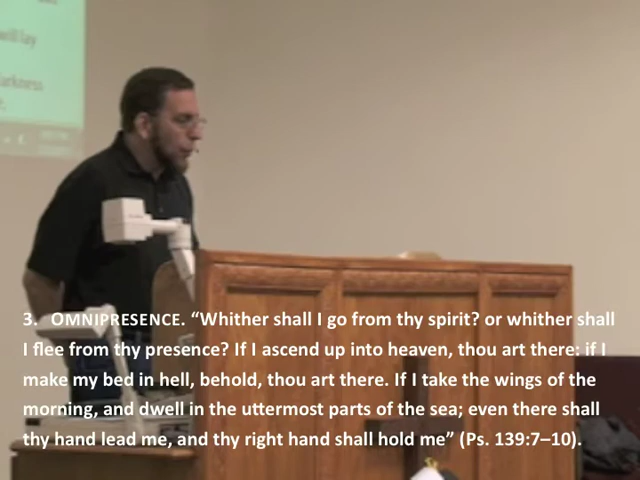 will lay
darkness
3. OMNIPRESENCE. “Whither shall I go from thy spirit? or whither shall
I flee from thy presence? If I ascend up into heaven, thou art there: if I
make my bed in hell, behold, thou art there. If I take the wings of the
morning, and dwell in the uttermost parts of the sea; even there shall
thy hand lead me, and thy right hand shall hold me” (Ps. 139:7–10).